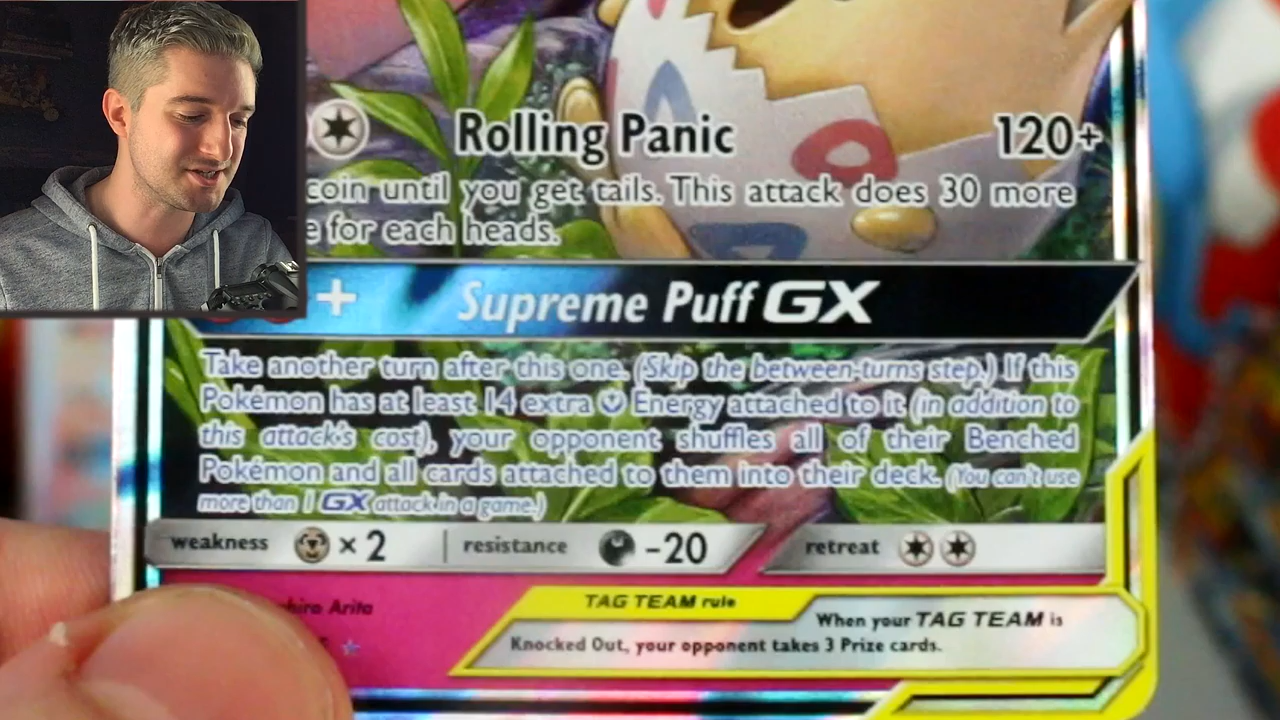 Rolling Panic 120+
coin until you get tails. This attack does 30 more
e for each heads.
+ Supreme Puff GX
Take another turn after this one. (Skip the between-turns step.) If this
Pokémon has at least 14 extra Energy attached to it (in addition to
this attack's cost), your opponent shuffles all of their Benched
Pokémon and all cards attached to them into their deck. (You can't use
more than 1 GX attack in a game.)
weakness ×2 resistance -20 retreat
TAG TEAM rule
When your TAG TEAM is
Knocked Out, your opponent takes 3 Prize cards.
hiro Arita